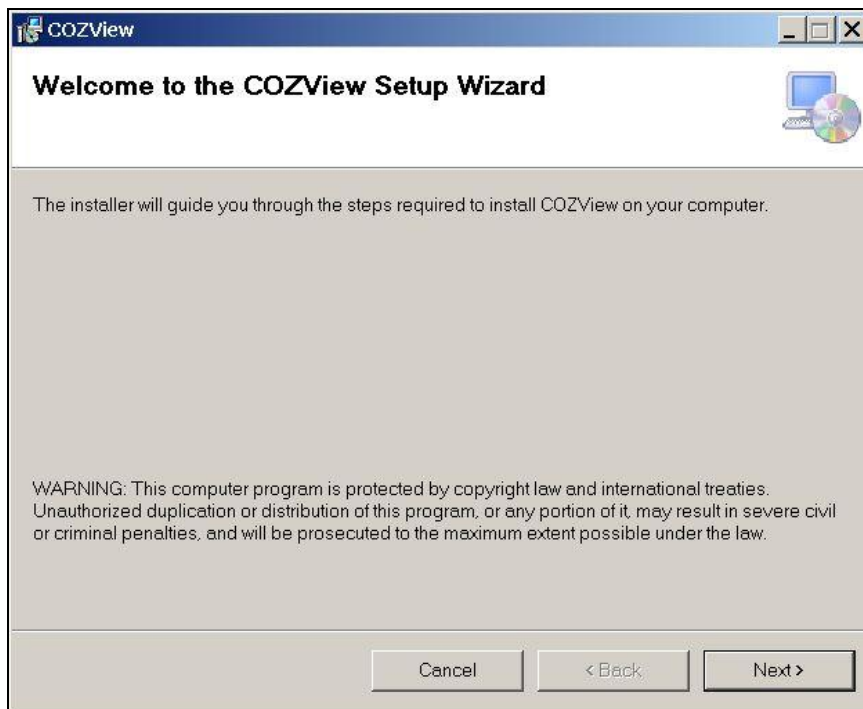 COZView
Welcome to the COZView Setup Wizard
The installer will guide you through the steps required to install COZView on your computer.
WARNING: This computer program is protected by copyright law and international treaties.
Unauthorized duplication or distribution of this program, or any portion of it, may result in severe civil
or criminal penalties, and will be prosecuted to the maximum extent possible under the law.
Cancel
< Back
Next >